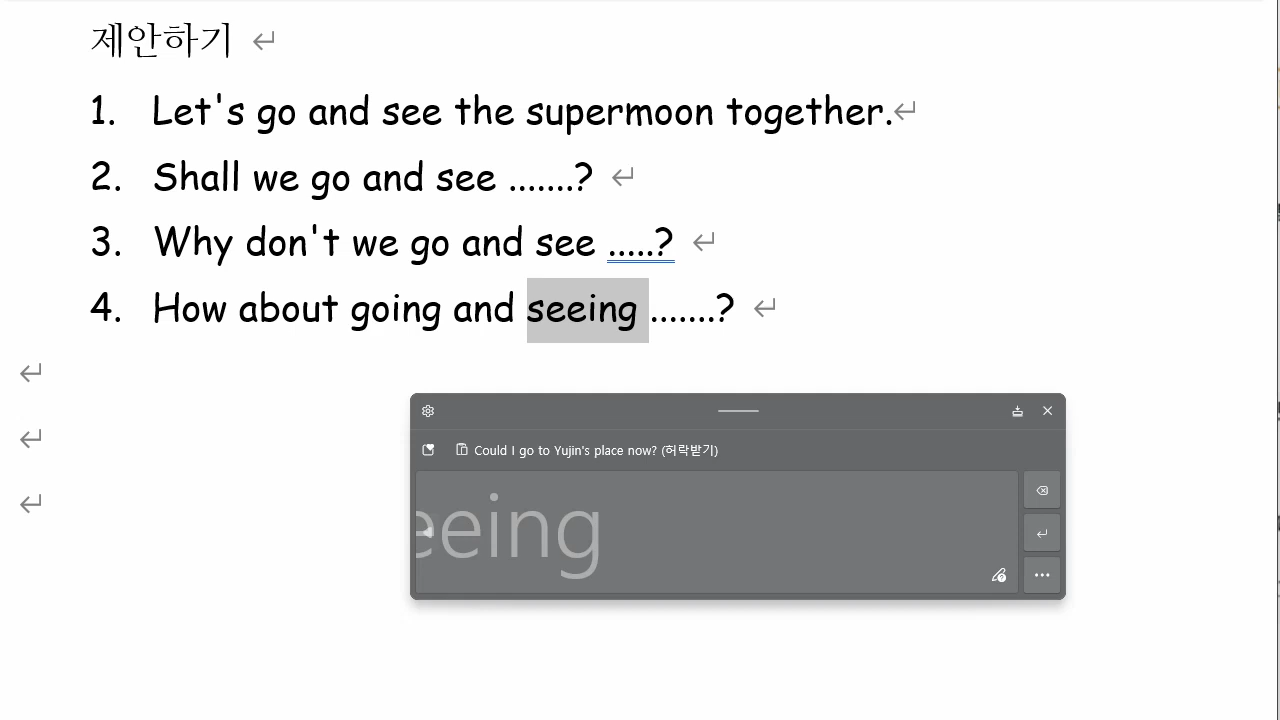 제안하기
1. Let's go and see the supermoon together.
2. Shall we go and see .......?
3. Why don't we go and see .....?
4. How about going and seeing .......?
Could I go to Yujin's place now? (허락받기)
eeing